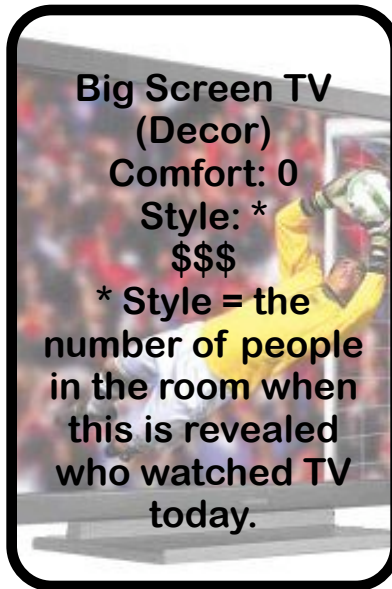 Big Screen TV
(Decor)
Comfort: 0
Style: *
$$$
* Style = the
number of people
in the room when
this is revealed
who watched TV
today.